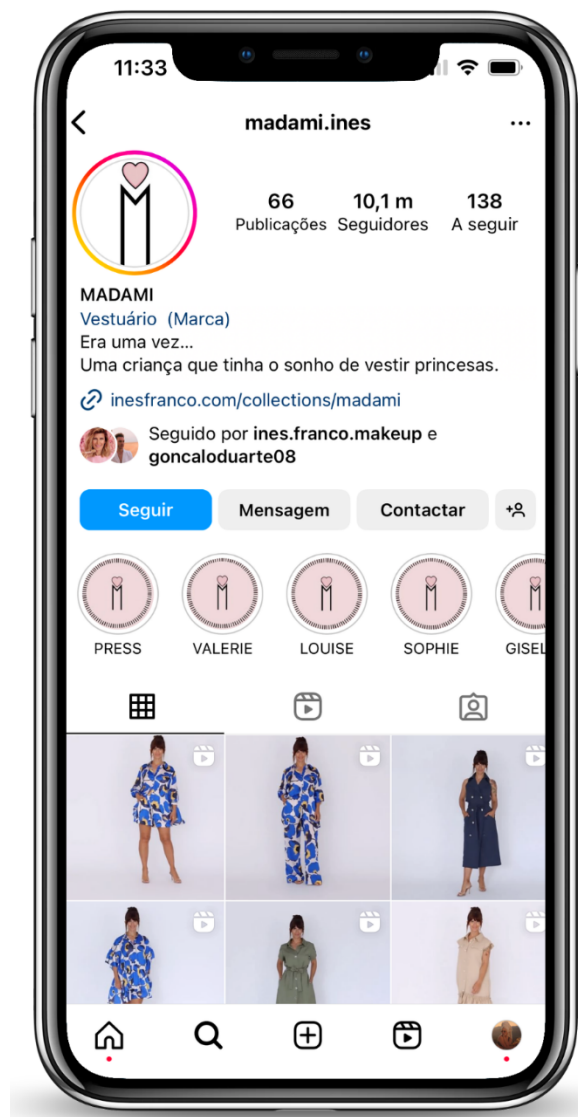 11:33
madami.ines
66 10,1 m 138
Publicações Seguidores A seguir
MADAMI
Vestuário (Marca)
Era uma vez...
Uma criança que tinha o sonho de vestir princesas.
inesfranco.com/collections/madami
Seguido por ines.franco.makeup e
goncaloduarte08
Seguir Mensagem Contactar
PRESS VALERIE LOUISE SOPHIE GISEL